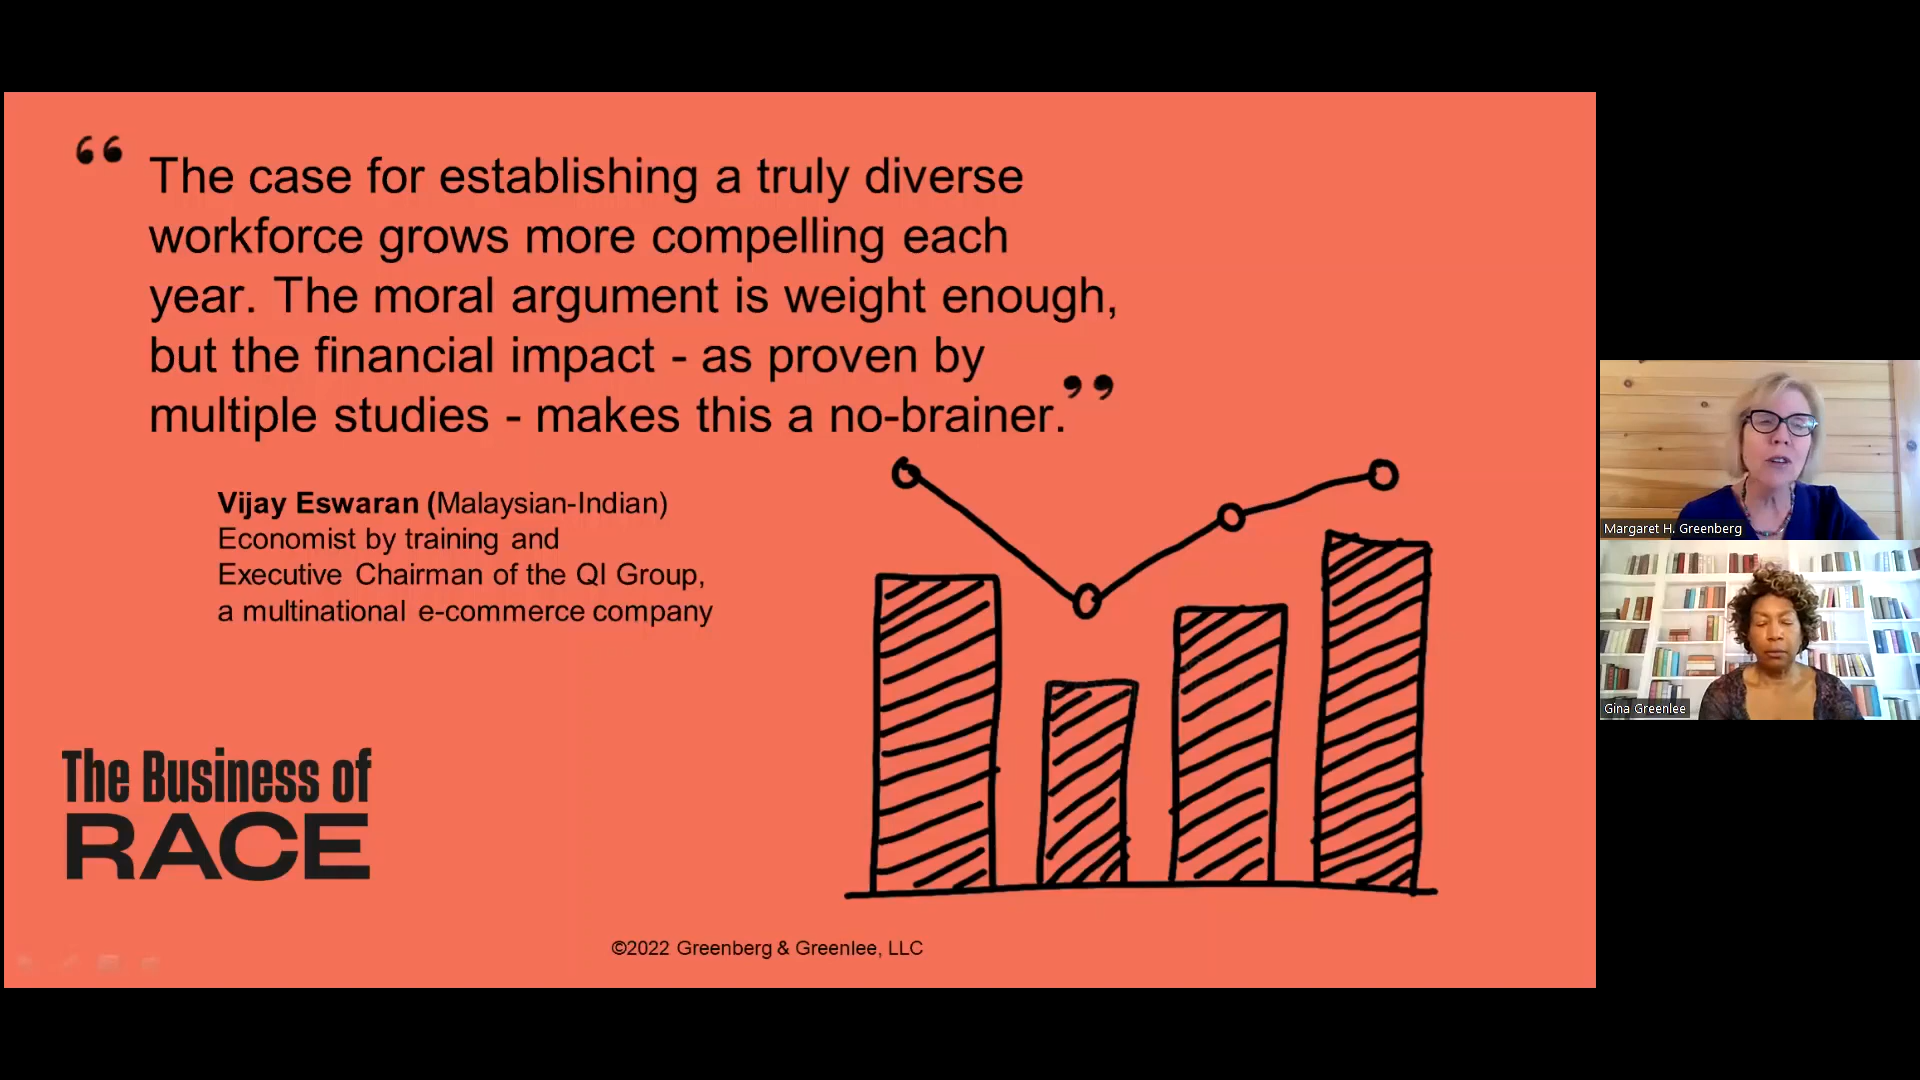 “ The case for establishing a truly diverse
workforce grows more compelling each
year. The moral argument is weight enough,
but the financial impact - as proven by
multiple studies - makes this a no-brainer.”
Vijay Eswaran (Malaysian-Indian)
Economist by training and
Executive Chairman of the QI Group,
a multinational e-commerce company
The Business of
RACE
©2022 Greenberg & Greenlee, LLC
Margaret H. Greenberg
Gina Greenlee